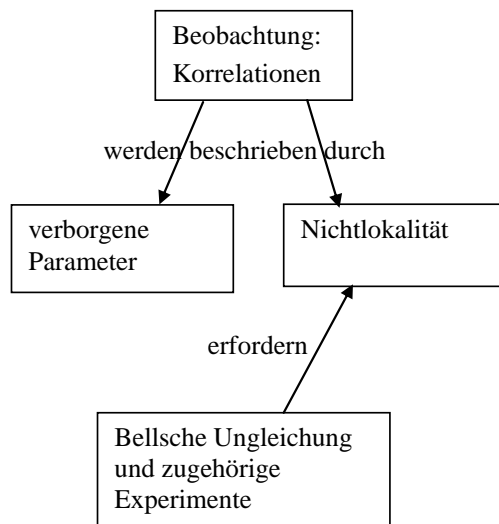 Beobachtung:
Korrelationen
werden beschrieben durch
verborgene
Parameter
Nichtlokalität
erfordern
Bellsche Ungleichung
und zugehörige
Experimente